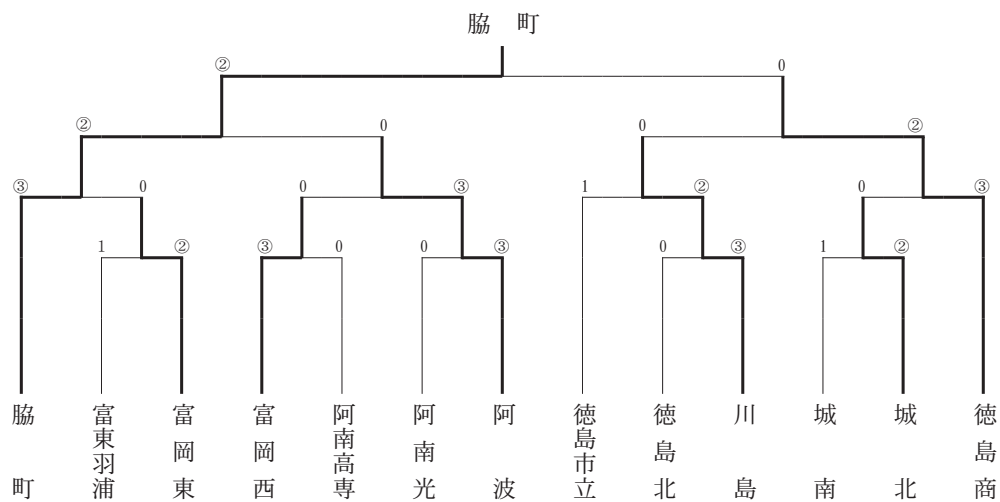 脇町
② 0
② 0 0 ②
③ 0 0 ③ 1 ② 0 ③
1 ② ③ 0 0 ③ 0 ③ 1 ②
脇町
富東羽浦
富岡東
富岡西
阿南高専
阿南光
阿波
徳島市立
徳島北
川島
城南
城北
徳島商